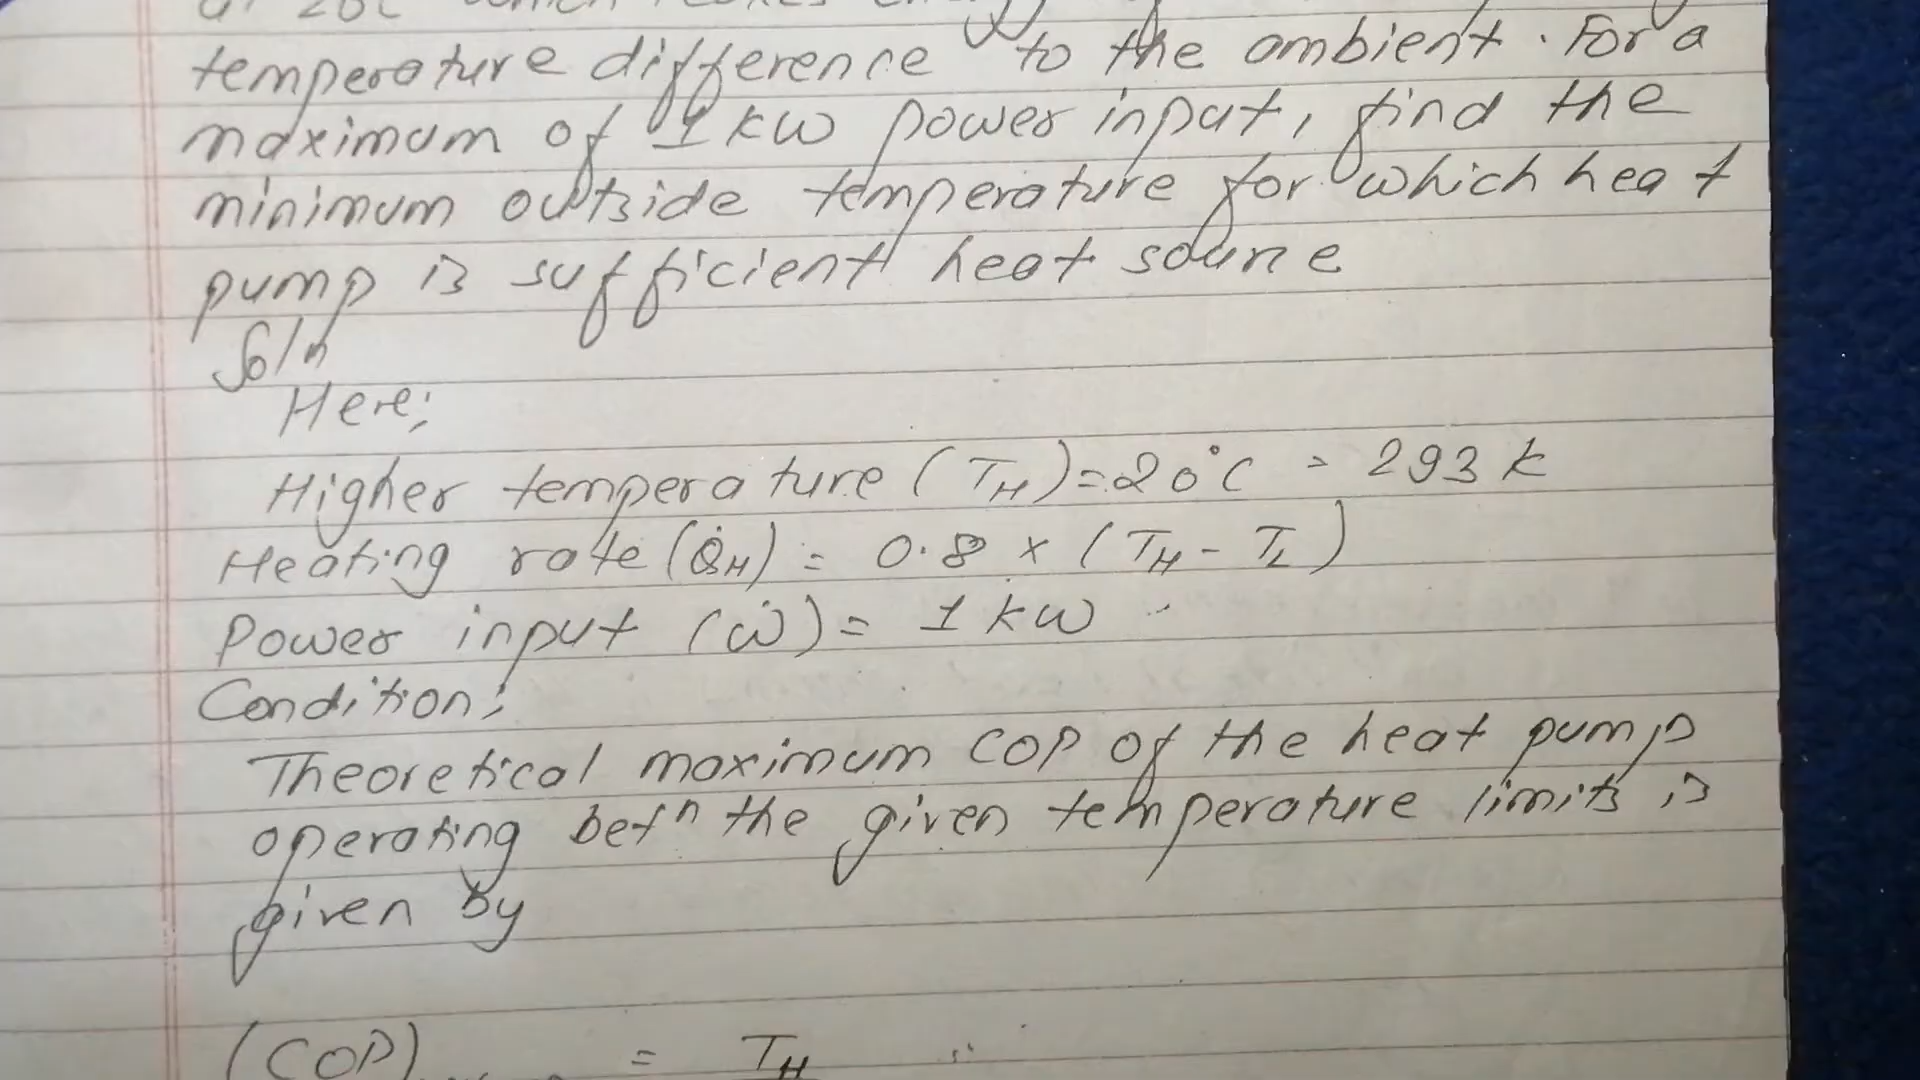 at 20°C which
temperature difference to the ambient. For a
maximum of 1 kW power input, find the
minimum outside temperature for which heat
pump is sufficient heat source
Soln
Here;
Higher temperature (TH) = 20°C = 293 K
Heating rate (Q̇H) = 0.8 × (TH - TL)
Power input (ẇ) = 1 kW
Condition;
Theoretical maximum COP of the heat pump
operating betn the given temperature limits is
given by
(COP) = TH